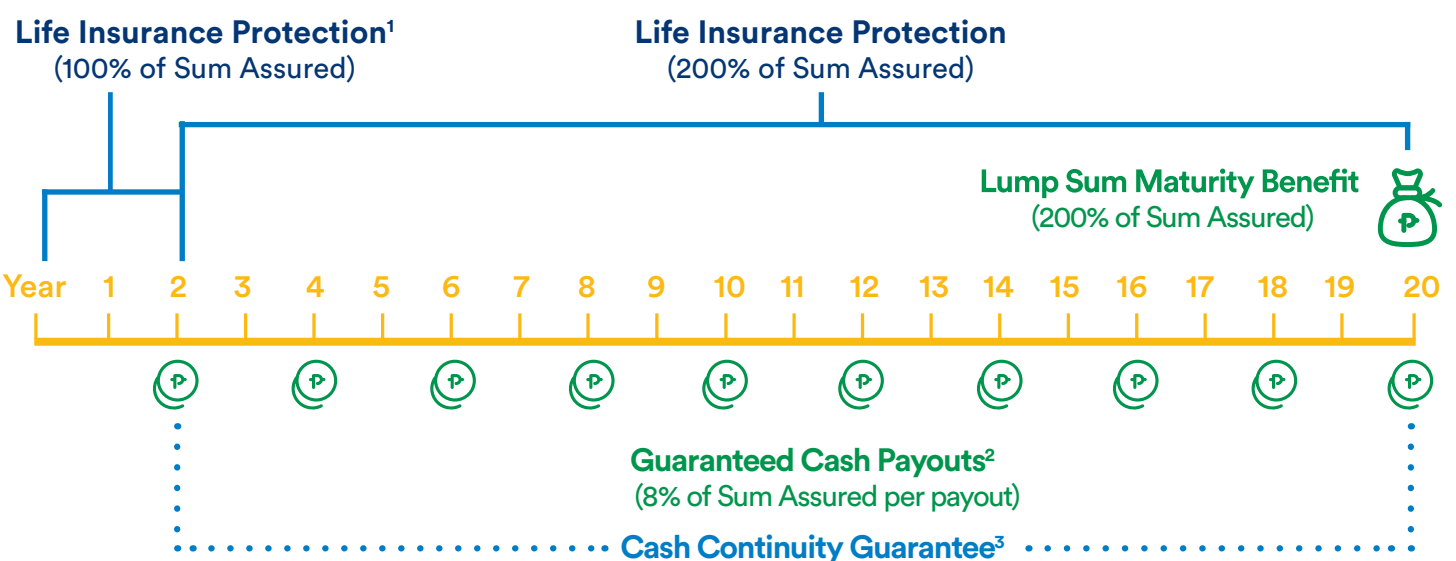 Life Insurance Protection¹
(100% of Sum Assured)
Life Insurance Protection
(200% of Sum Assured)
Lump Sum Maturity Benefit
(200% of Sum Assured)
₱
Year 1 2 3 4 5 6 7 8 9 10 11 12 13 14 15 16 17 18 19 20
₱ ₱ ₱ ₱ ₱ ₱ ₱ ₱ ₱ ₱
Guaranteed Cash Payouts²
(8% of Sum Assured per payout)
Cash Continuity Guarantee³